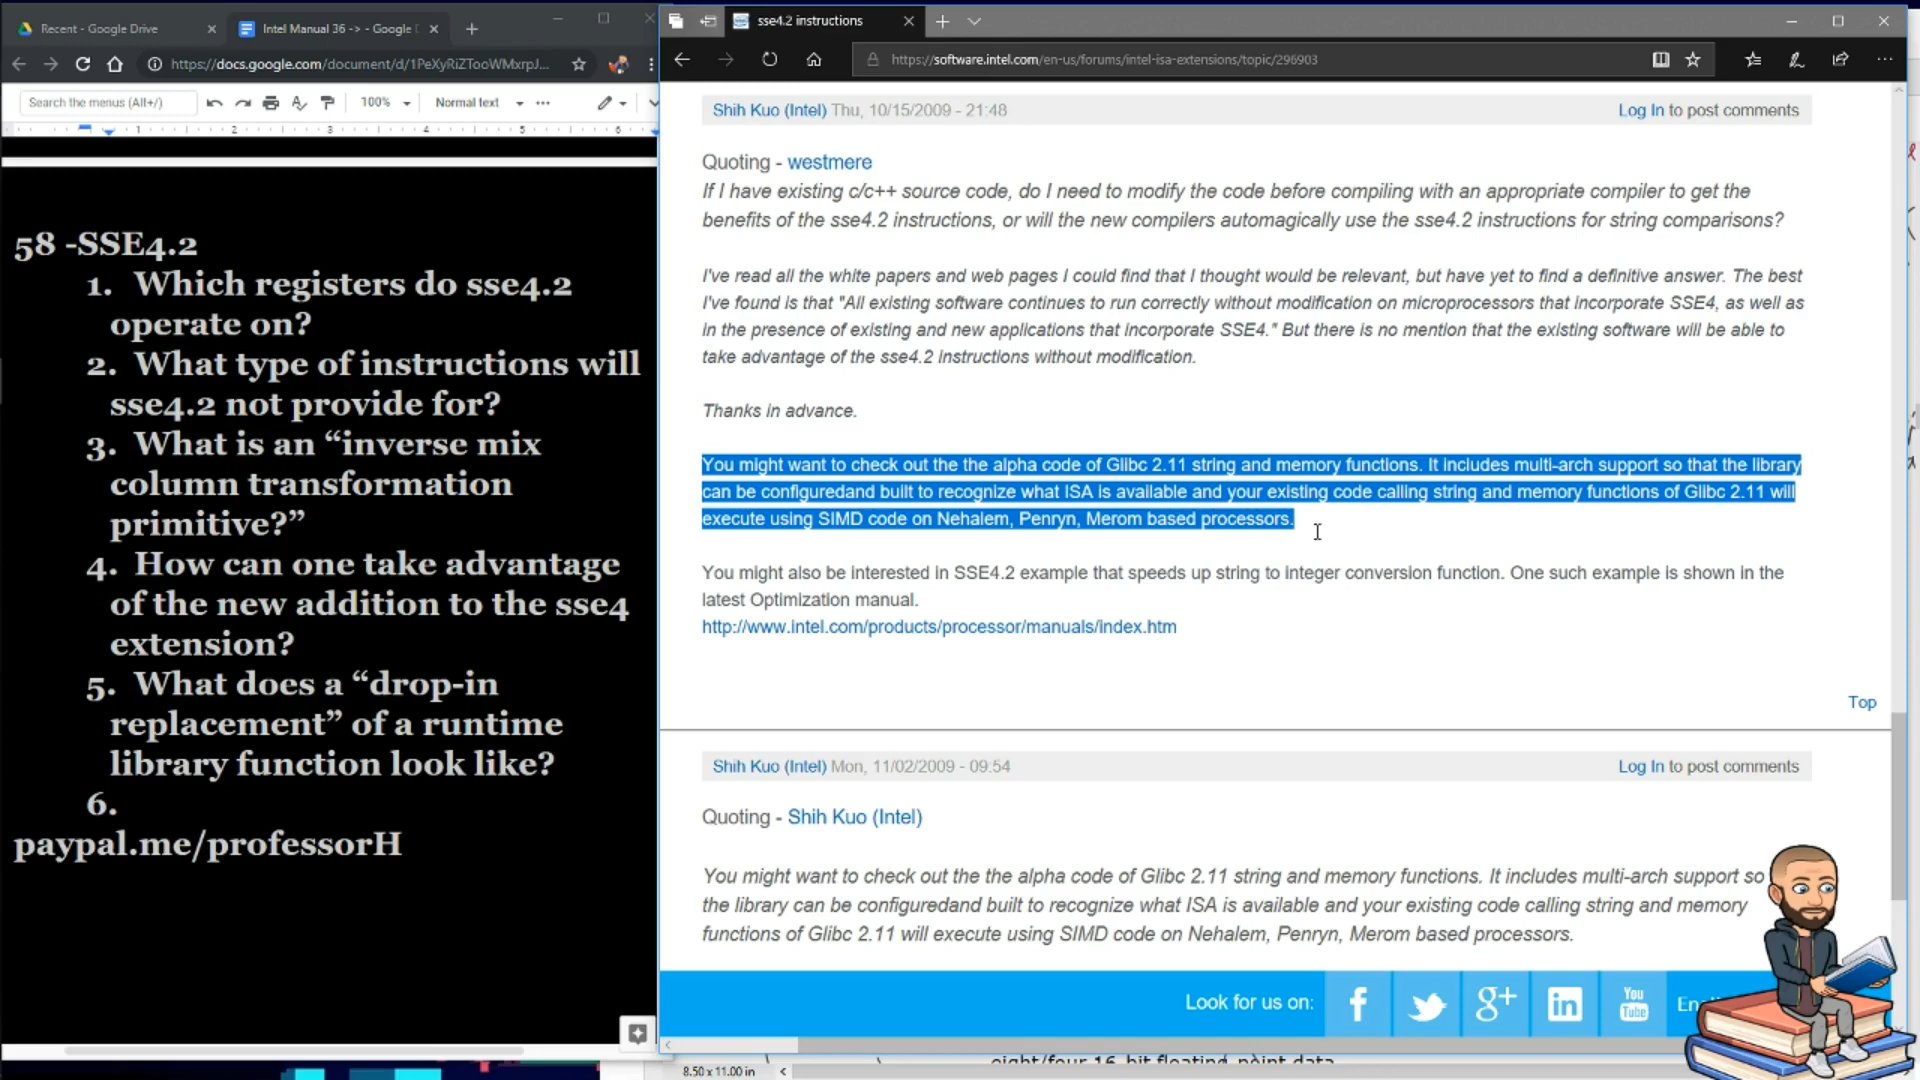 Recent - Google Drive
Intel Manual 36 -> - Google
https://docs.google.com/document/d/1PeXyRiZTooWMxrpJ...
Search the menus (Alt+/)
100%
Normal text
1 2 3 4 5 6
58 -SSE4.2
1. Which registers do sse4.2
operate on?
2. What type of instructions will
sse4.2 not provide for?
3. What is an “inverse mix
column transformation
primitive?”
4. How can one take advantage
of the new addition to the sse4
extension?
5. What does a “drop-in
replacement” of a runtime
library function look like?
6.
paypal.me/professorH
sse4.2 instructions
https://software.intel.com/en-us/forums/intel-isa-extensions/topic/296903
Shih Kuo (Intel) Thu, 10/15/2009 - 21:48
Log In to post comments
Quoting - westmere
If I have existing c/c++ source code, do I need to modify the code before compiling with an appropriate compiler to get the
benefits of the sse4.2 instructions, or will the new compilers automagically use the sse4.2 instructions for string comparisons?
I've read all the white papers and web pages I could find that I thought would be relevant, but have yet to find a definitive answer. The best
I've found is that "All existing software continues to run correctly without modification on microprocessors that incorporate SSE4, as well as
in the presence of existing and new applications that incorporate SSE4." But there is no mention that the existing software will be able to
take advantage of the sse4.2 instructions without modification.
Thanks in advance.
You might want to check out the the alpha code of Glibc 2.11 string and memory functions. It includes multi-arch support so that the library
can be configuredand built to recognize what ISA is available and your existing code calling string and memory functions of Glibc 2.11 will
execute using SIMD code on Nehalem, Penryn, Merom based processors.
You might also be interested in SSE4.2 example that speeds up string to integer conversion function. One such example is shown in the
latest Optimization manual.
http://www.intel.com/products/processor/manuals/index.htm
Top
Shih Kuo (Intel) Mon, 11/02/2009 - 09:54
Log In to post comments
Quoting - Shih Kuo (Intel)
You might want to check out the the alpha code of Glibc 2.11 string and memory functions. It includes multi-arch support so
the library can be configuredand built to recognize what ISA is available and your existing code calling string and memory
functions of Glibc 2.11 will execute using SIMD code on Nehalem, Penryn, Merom based processors.
Look for us on:
f
g+
in
You
Tube
8.50 x 11.00 in
eight/four 16-bit floating-point data